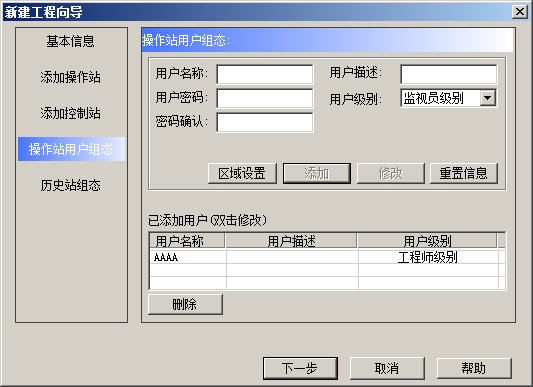 新建工程向导
基本信息
添加操作站
添加控制站
操作站用户组态
历史站组态
操作站用户组态:
用户名称:
用户描述:
用户密码:
用户级别:
监视员级别
密码确认:
区域设置
添加
修改
重置信息
已添加用户(双击修改)
用户名称 用户描述 用户级别
AAAA 工程师级别
删除
下一步
取消
帮助